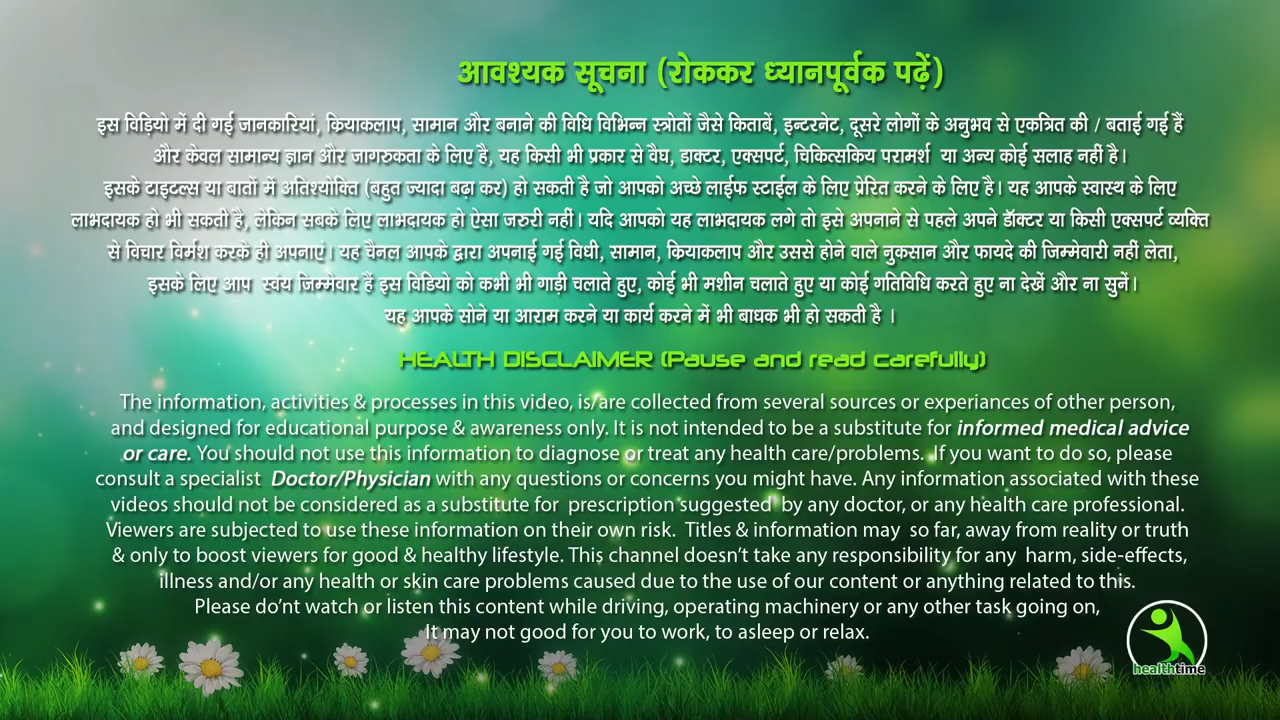 आवश्यक सूचना (रोककर ध्यानपूर्वक पढ़ें)
इस विड़ियो में दी गई जानकारियां, क्रियाकलाप, सामान और बनाने की विधि विभिन्न स्त्रोतों जैसे किताबें, इन्टरनेट, दूसरे लोगों के अनुभव से एकत्रित की / बताई गई हैं
और केवल सामान्य ज्ञान और जागरुकता के लिए है, यह किसी भी प्रकार से वैघ, डाक्टर, एक्सपर्ट, चिकित्सकिय परामर्श या अन्य कोई सलाह नहीं है।
इसके टाइटल्स या बातों में अतिश्योक्ति (बहुत ज्यादा बढ़ा कर) हो सकती है जो आपको अच्छे लाईफ स्टाईल के लिए प्रेरित करने के लिए है। यह आपके स्वास्थ के लिए
लाभदायक हो भी सकती है, लेकिन सबके लिए लाभदायक हो ऐसा जरुरी नहीं। यदि आपको यह लाभदायक लगे तो इसे अपनाने से पहले अपने डॉक्टर या किसी एक्सपर्ट व्यक्ति
से विचार विर्मश करके ही अपनाएं। यह चैनल आपके द्वारा अपनाई गई विधी, सामान, क्रियाकलाप और उससे होने वाले नुकसान और फायदे की जिम्मेवारी नहीं लेता,
इसके लिए आप स्वंय जिम्मेवार हैं इस विडियो को कभी भी गाड़ी चलाते हुए, कोई भी मशीन चलाते हुए या कोई गतिविधि करते हुए ना देखें और ना सुनें।
यह आपके सोने या आराम करने या कार्य करने में भी बाधक भी हो सकती है ।
HEALTH DISCLAIMER (Pause and read carefully)
The information, activities & processes in this video, is/are collected from several sources or experiances of other person,
and designed for educational purpose & awareness only. It is not intended to be a substitute for informed medical advice
or care. You should not use this information to diagnose or treat any health care/problems. If you want to do so, please
consult a specialist Doctor/Physician with any questions or concerns you might have. Any information associated with these
videos should not be considered as a substitute for prescription suggested by any doctor, or any health care professional.
Viewers are subjected to use these information on their own risk. Titles & information may so far, away from reality or truth
& only to boost viewers for good & healthy lifestyle. This channel doesn't take any responsibility for any harm, side-effects,
illness and/or any health or skin care problems caused due to the use of our content or anything related to this.
Please do'nt watch or listen this content while driving, operating machinery or any other task going on,
It may not good for you to work, to asleep or relax.
healthtime